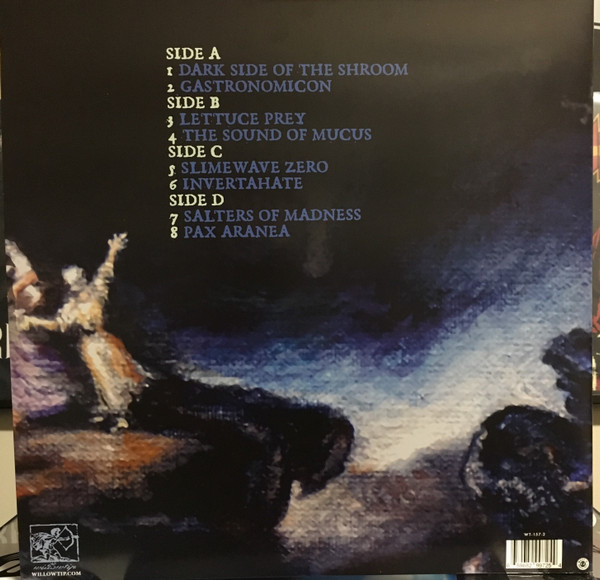 SIDE A
1 DARK SIDE OF THE SHROOM
2 GASTRONOMICON
SIDE B
3 LETTUCE PREY
4 THE SOUND OF MUCUS
SIDE C
5 SLIMEWAVE ZERO
6 INVERTAHATE
SIDE D
7 SALTERS OF MADNESS
8 PAX ARANEA
WILLOWTIP.COM